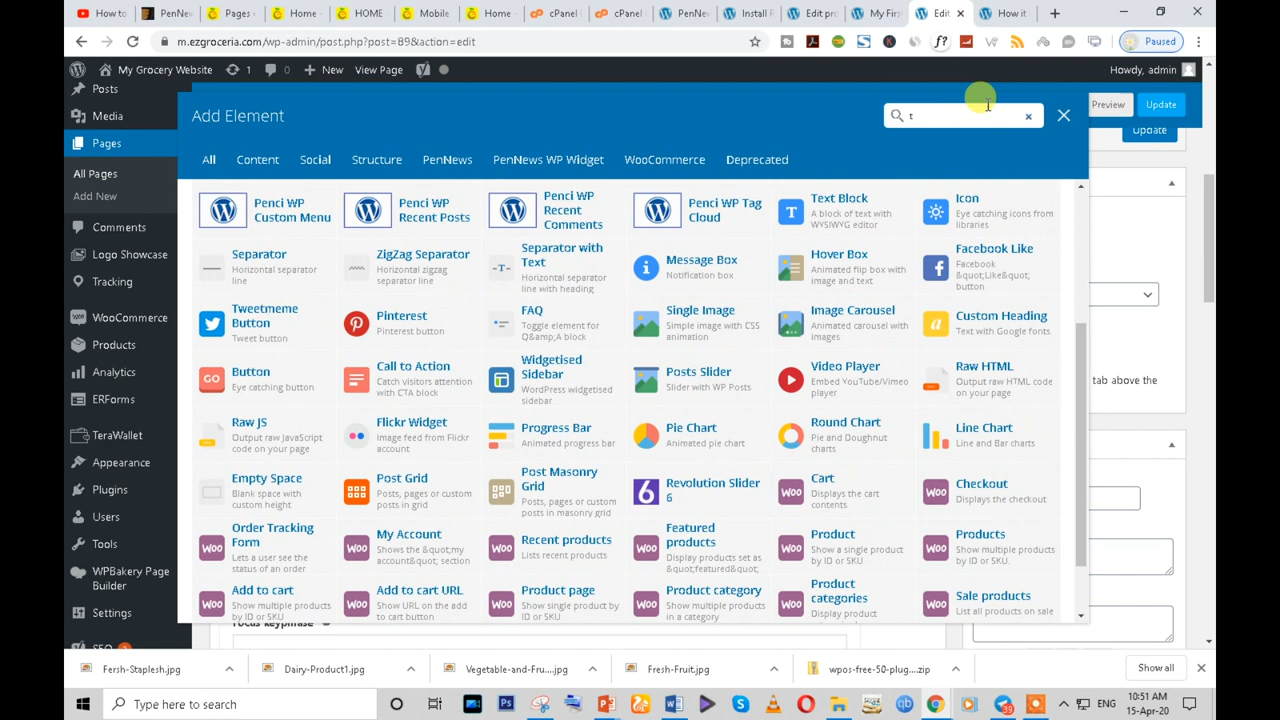 How to
PenNew
Pages
Home
HOME
Mobile
Home
cPanel
cPanel
PenNe
Install F
Edit pro
My First
Edit
How it
m.ezgroceria.com/wp-admin/post.php?post=89&action=edit
Paused
My Grocery Website
1
0
New
View Page
Howdy, admin
Posts
Media
Pages
All Pages
Add New
Comments
Logo Showcase
Tracking
WooCommerce
Products
Analytics
ERForms
TeraWallet
Appearance
Plugins
Users
Tools
WPBakery Page
Builder
Settings
SEO
Preview
Update
Update
tab above the
Add Element
t
All
Content
Social
Structure
PenNews
PenNews WP Widget
WooCommerce
Deprecated
Penci WP
Custom Menu
Penci WP
Recent Posts
Penci WP
Recent
Comments
Penci WP Tag
Cloud
Text Block
A block of text with
WYSIWYG editor
Icon
Eye catching icons from
libraries
Separator
Horizontal separator
line
ZigZag Separator
Horizontal zigzag
separator line
Separator with
Text
Horizontal separator
line with heading
Message Box
Notification box
Hover Box
Animated flip box with
image and text
Facebook Like
Facebook
&quot;Like&quot;
button
Tweetmeme
Button
Tweet button
Pinterest
Pinterest button
FAQ
Toggle element for
Q&amp;A block
Single Image
Simple image with CSS
animation
Image Carousel
Animated carousel with
images
Custom Heading
Text with Google fonts
Button
Eye catching button
Call to Action
Catch visitors attention
with CTA block
Widgetised
Sidebar
WordPress widgetised
sidebar
Posts Slider
Slider with WP Posts
Video Player
Embed YouTube/Vimeo
player
Raw HTML
Output raw HTML code
on your page
Raw JS
Output raw JavaScript
code on your page
Flickr Widget
Image feed from Flickr
account
Progress Bar
Animated progress bar
Pie Chart
Animated pie chart
Round Chart
Pie and Doughnut
charts
Line Chart
Line and Bar charts
Empty Space
Blank space with
custom height
Post Grid
Posts, pages or custom
posts in grid
Post Masonry
Grid
Posts, pages or custom
posts in masonry grid
Revolution Slider
6
Cart
Displays the cart
contents
Checkout
Displays the checkout
Order Tracking
Form
Lets a user see the
status of an order
My Account
Shows the &quot;my
account&quot; section
Recent products
Lists recent products
Featured
products
Display products set as
&quot;featured&quot;
Product
Show a single product
by ID or SKU
Products
Show multiple products
by ID or SKU.
Add to cart
Show multiple products
by ID or SKU
Add to cart URL
Show URL on the add
to cart button
Product page
Show single product by
ID or SKU
Product category
Show multiple products
in a category
Product
categories
Display product
Sale products
List all products on sale
Focus keyphrase
Fersh-Staplesh.jpg
Dairy-Product1.jpg
Vegetable-and-Fru....jpg
Fresh-Fruit.jpg
wpos-free-50-plug....zip
Show all
Type here to search
ENG
10:51 AM
15-Apr-20